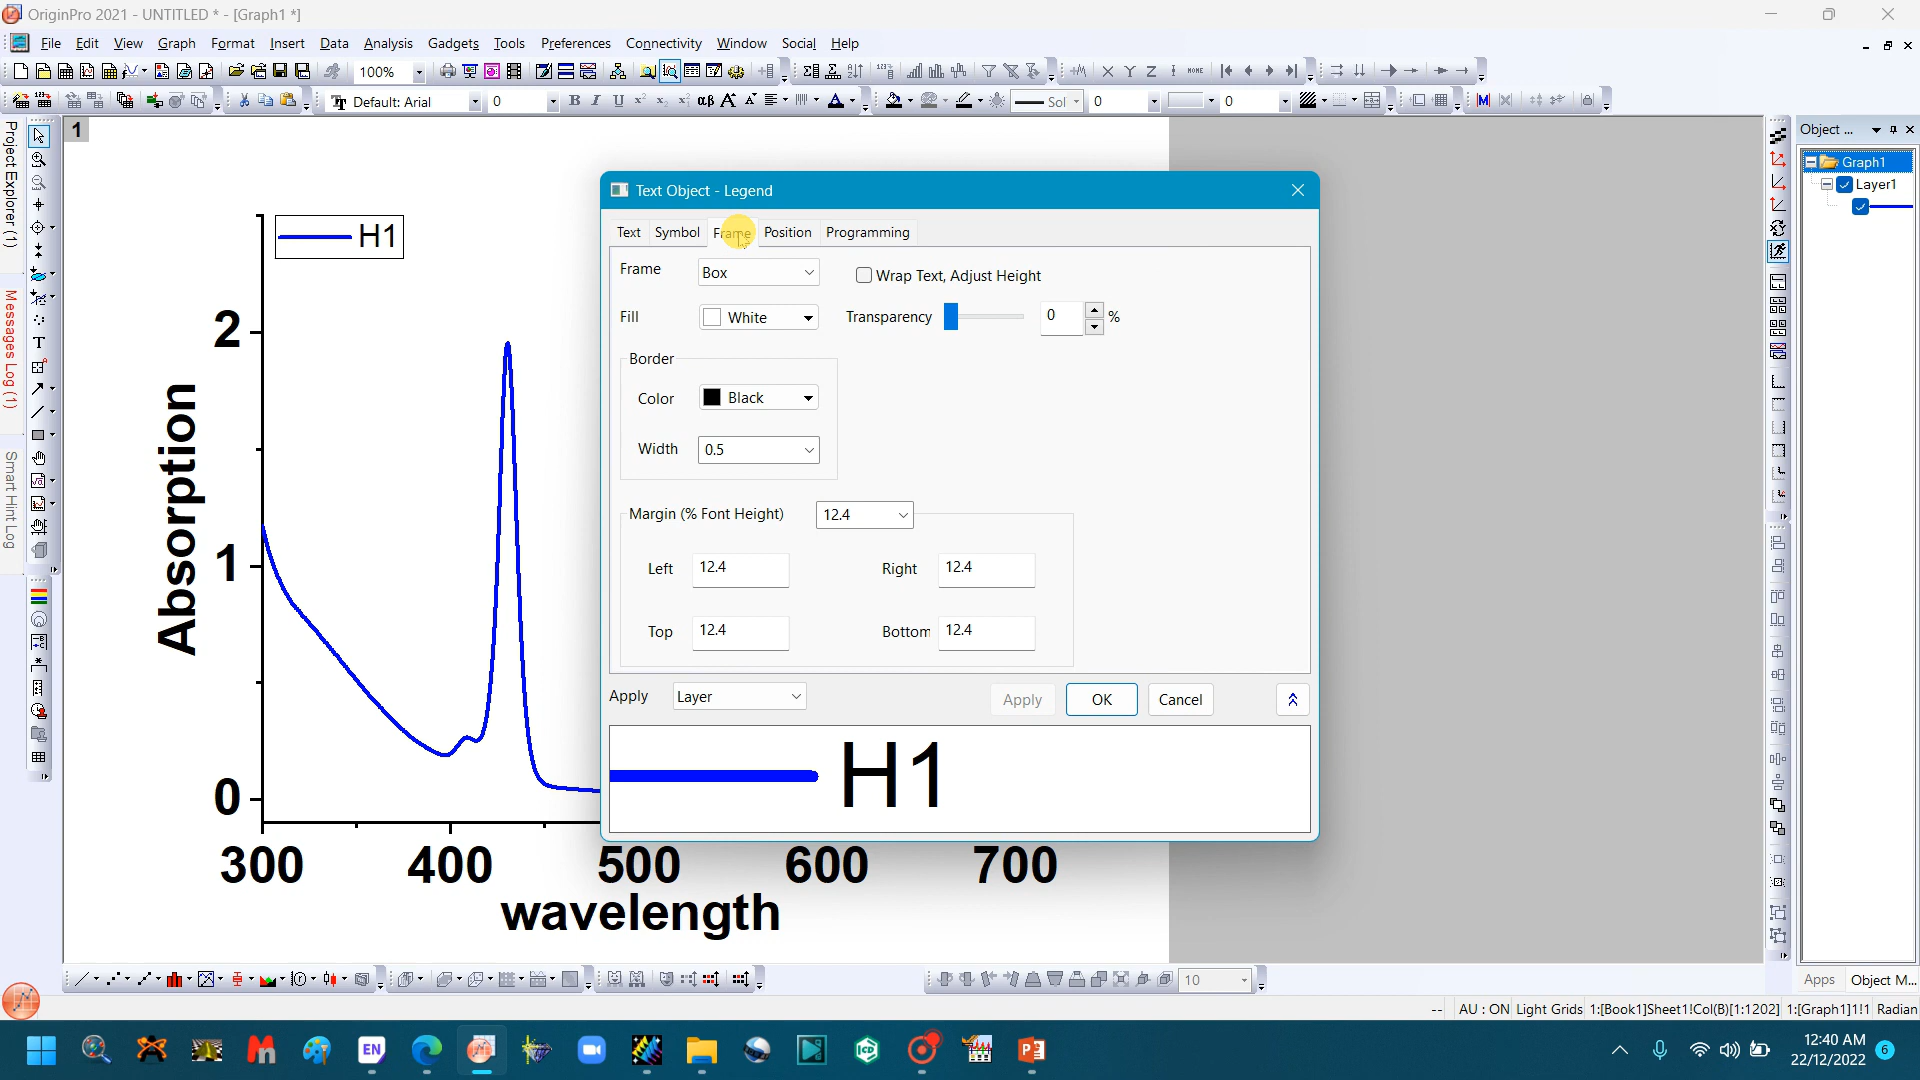 OriginPro 2021 - UNTITLED * - [Graph1 *]
File Edit View Graph Format Insert Data Analysis Gadgets Tools Preferences Connectivity Window Social Help
100%
Default: Arial 0 B I U αβ A A A Sol 0 0
Project Explorer (1)
Messages Log (1)
Smart Hint Log
1
H1
2
1
0
Absorption
300 400 500 600 700
wavelength
Text Object - Legend
Text Symbol Frame Position Programming
Frame Box Wrap Text, Adjust Height
Fill White Transparency 0 %
Border
Color Black
Width 0.5
Margin (% Font Height) 12.4
Left 12.4 Right 12.4
Top 12.4 Bottom 12.4
Apply Layer Apply OK Cancel
H1
Object ...
Graph1
Layer1
10
Apps Object M...
-- AU : ON Light Grids 1:[Book1]Sheet1!Col(B)[1:1202] 1:[Graph1]1!1 Radian
EN
ICD
12:40 AM
22/12/2022
6